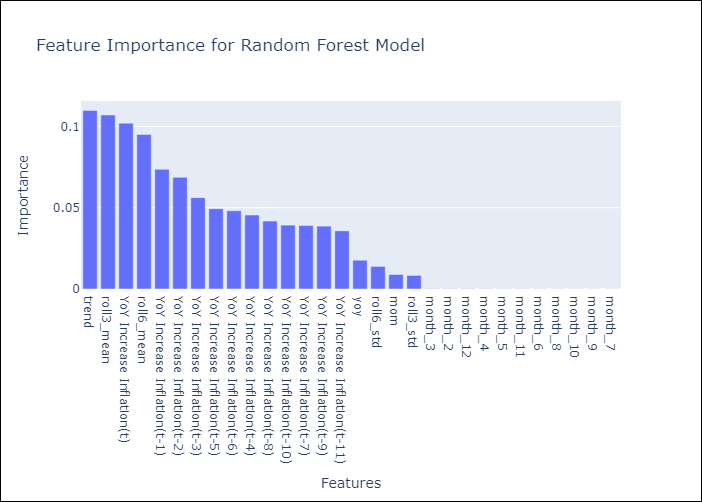 Feature Importance for Random Forest Model
Importance
0.1
0.05
0
trend
roll3_mean
YoY Increase Inflation(t)
roll6_mean
YoY Increase Inflation(t-1)
YoY Increase Inflation(t-2)
YoY Increase Inflation(t-3)
YoY Increase Inflation(t-5)
YoY Increase Inflation(t-6)
YoY Increase Inflation(t-4)
YoY Increase Inflation(t-8)
YoY Increase Inflation(t-10)
YoY Increase Inflation(t-7)
YoY Increase Inflation(t-9)
YoY Increase Inflation(t-11)
yoy
roll6_std
mom
roll3_std
month_3
month_2
month_12
month_4
month_5
month_11
month_6
month_8
month_10
month_9
month_7
Features